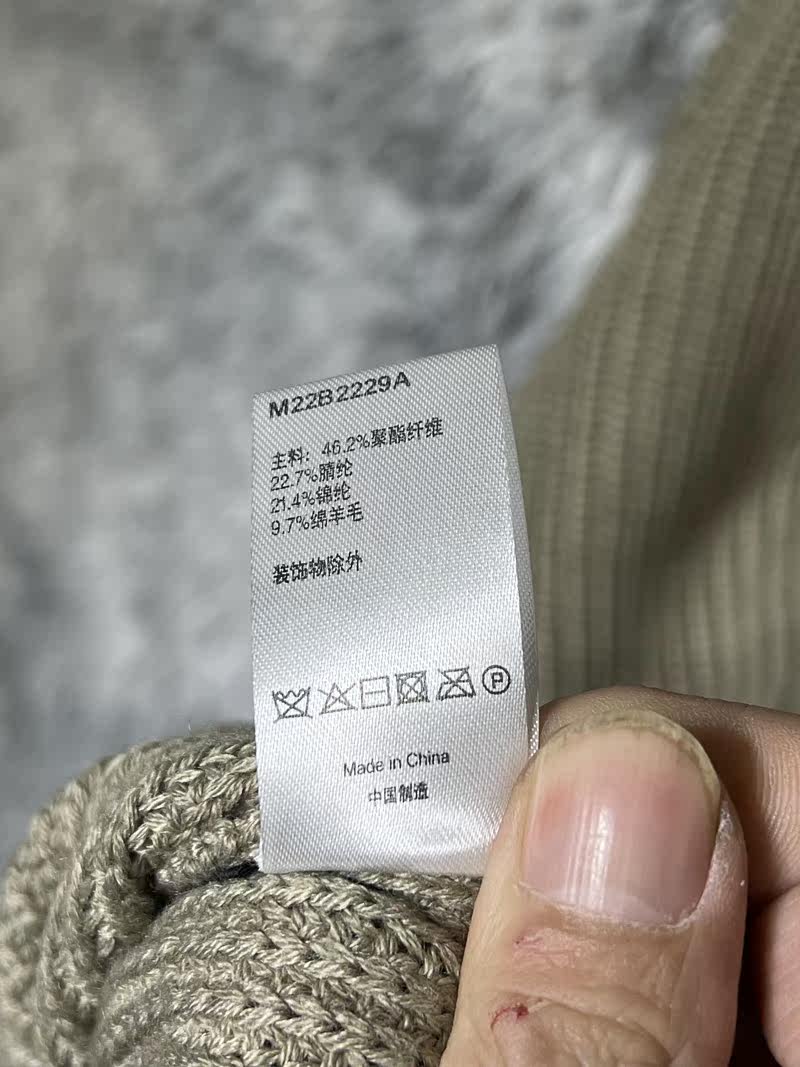 M22B2229A
主料：46.2%聚酯纤维
22.7%腈纶
21.4%锦纶
9.7%绵羊毛
装饰物除外
P
Made in China
中国制造